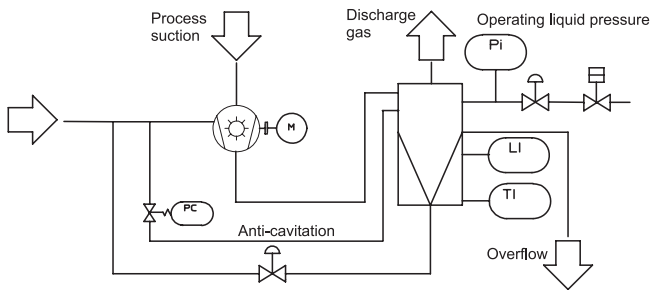 Process
suction
Discharge
gas
Operating liquid pressure
Pi
M
LI
TI
PC
Anti-cavitation
Overflow